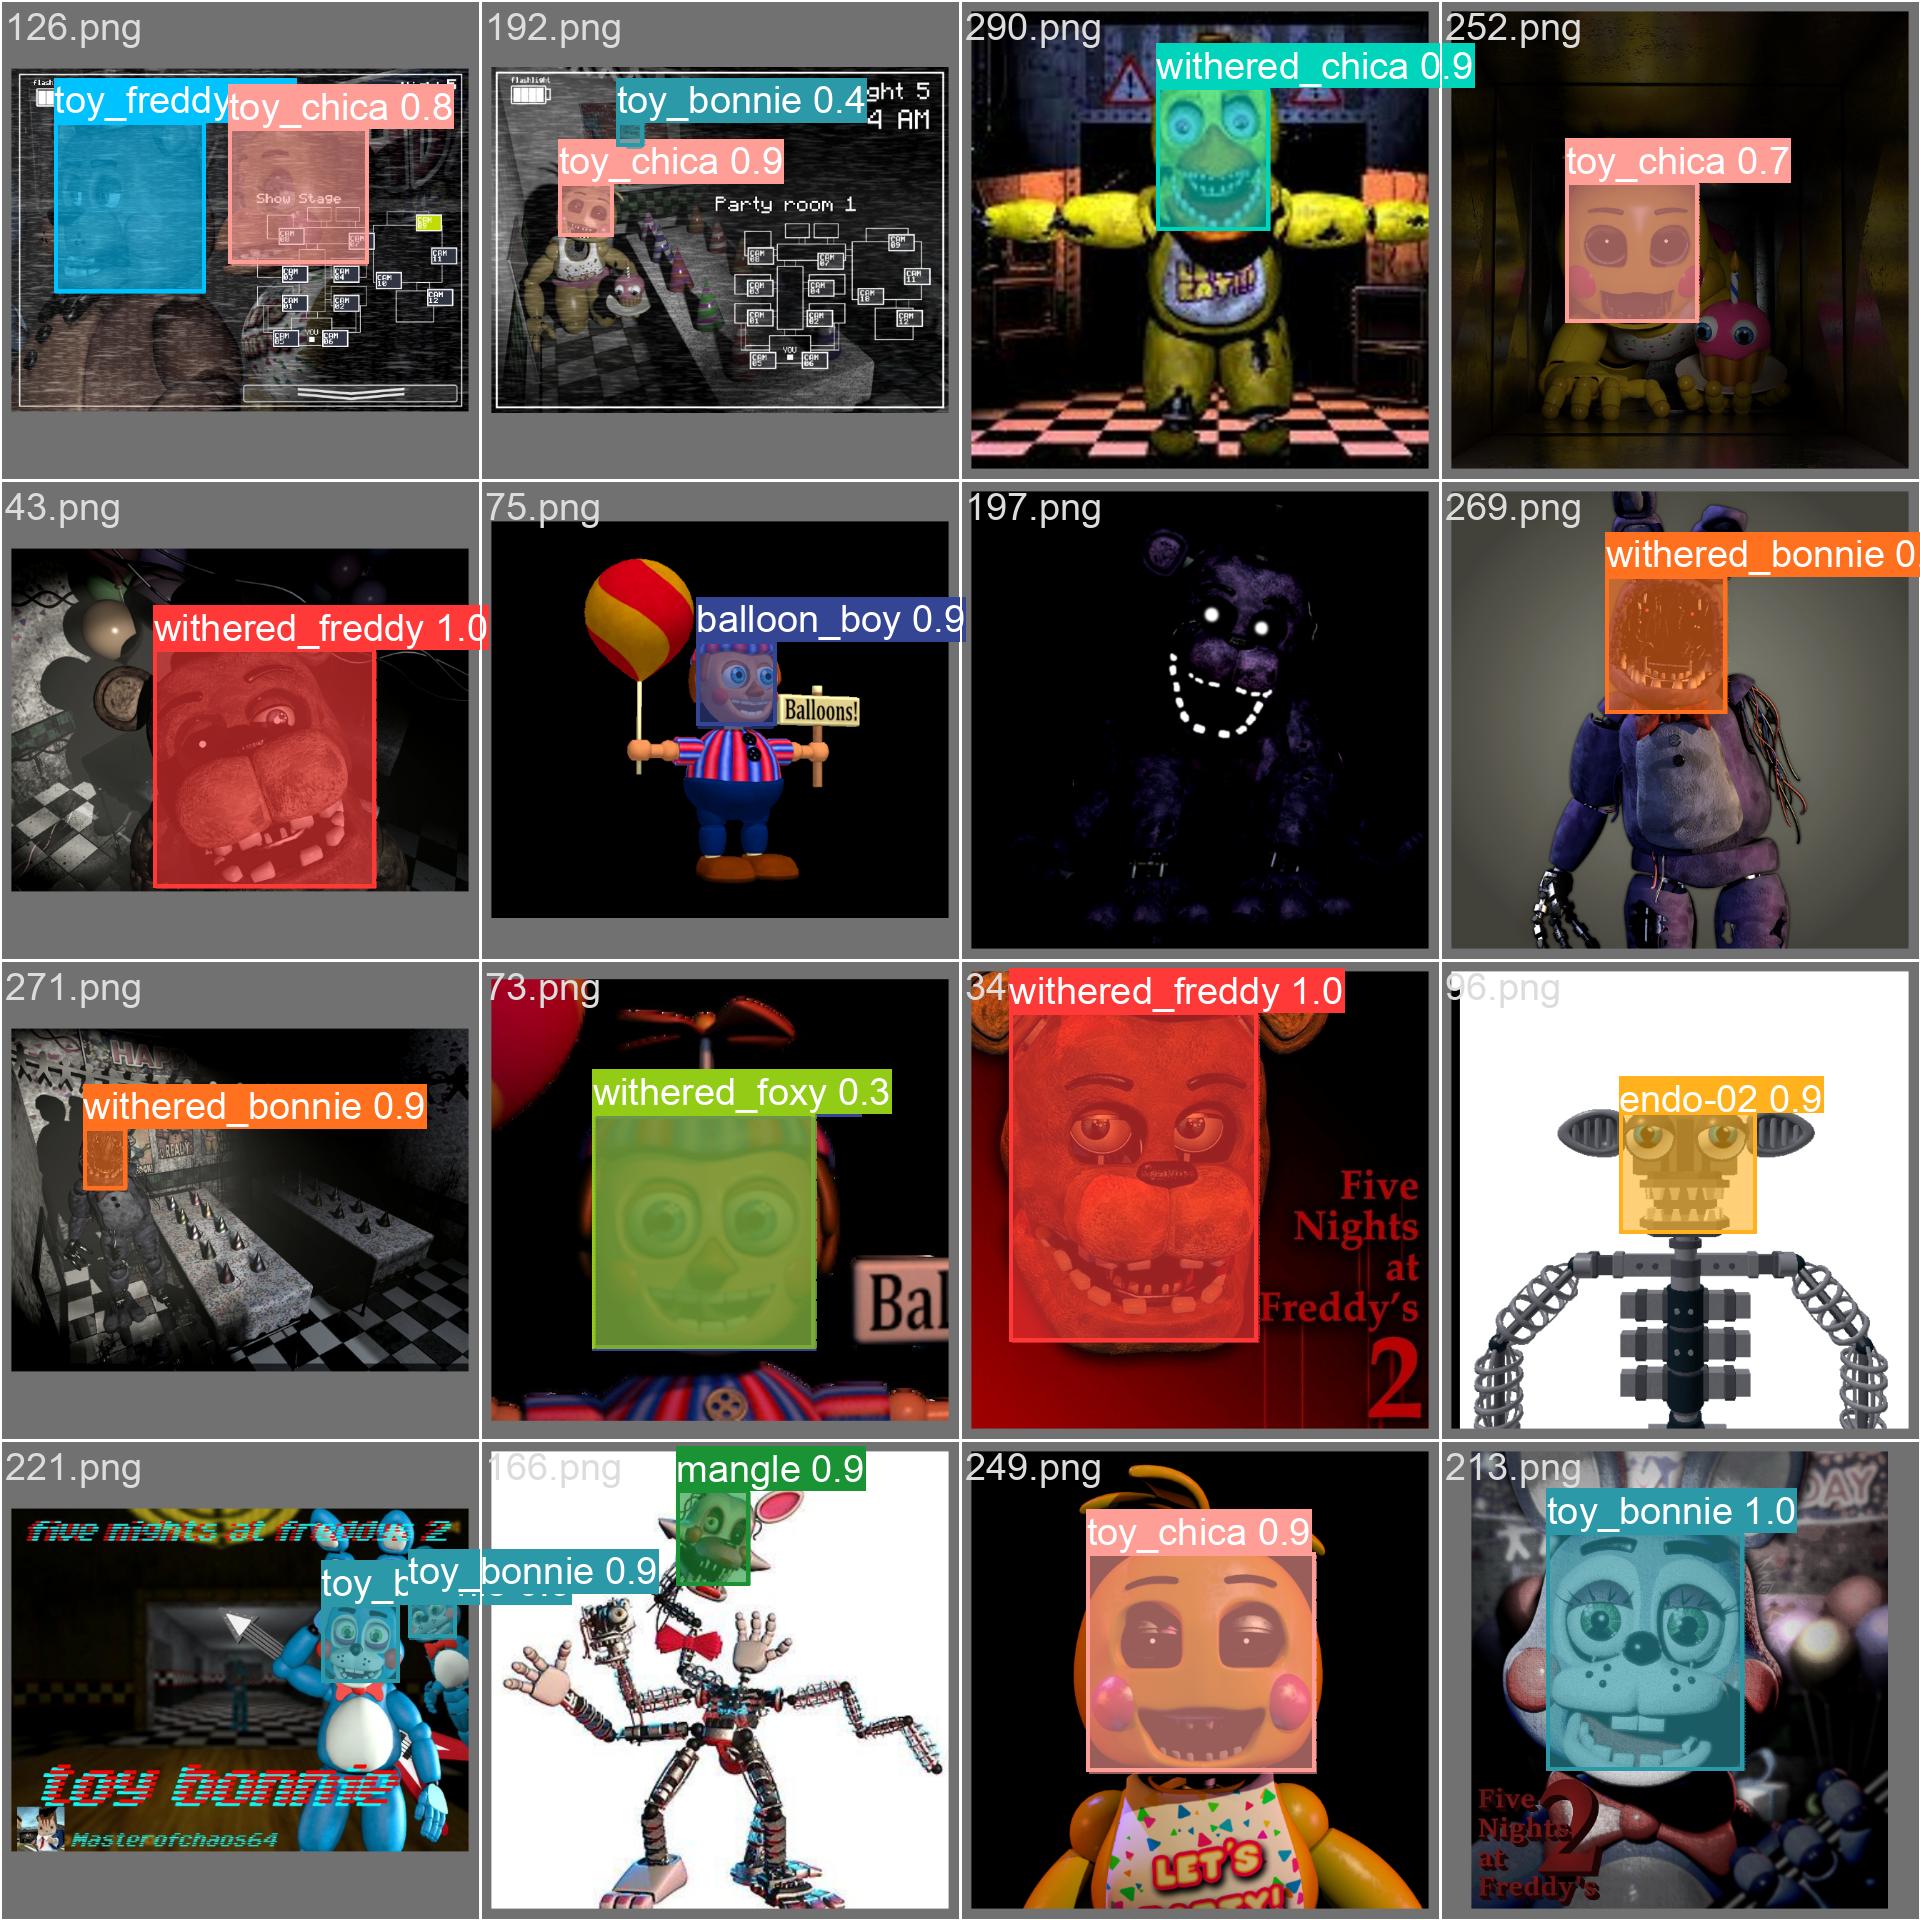 126.png
toy_freddy
toy_chica 0.8
Show Stage
CAM 09
CAM 08
CAM 07
CAM 11
CAM 03
CAM 04
CAM 10
CAM 12
CAM 01
CAM 02
YOU
CAM 05
CAM 06
192.png
flashlight
toy_bonnie 0.4
ght 5
4 AM
toy_chica 0.9
Party room 1
CAM 09
CAM 08
CAM 07
CAM 11
CAM 03
CAM 04
CAM 10
CAM 01
CAM 02
CAM 12
YOU
CAM 05
CAM 06
290.png
withered_chica 0.9
LET'S
EAT!!!
252.png
toy_chica 0.7
43.png
withered_freddy 1.0
75.png
balloon_boy 0.9
Balloons!
197.png
269.png
withered_bonnie 0.
271.png
HAPP
withered_bonnie 0.9
READY
73.png
withered_foxy 0.3
Bal
34
withered_freddy 1.0
Five
Nights
at
Freddy's
2
96.png
endo-02 0.9
221.png
five nights at freddys 2
toy_b
toy_bonnie 0.9
toy bonnie
Masterofchaos64
166.png
mangle 0.9
249.png
toy_chica 0.9
LET'S
PARTY!
213.png
DAY
toy_bonnie 1.0
Five
Nights
at
Freddy's
2